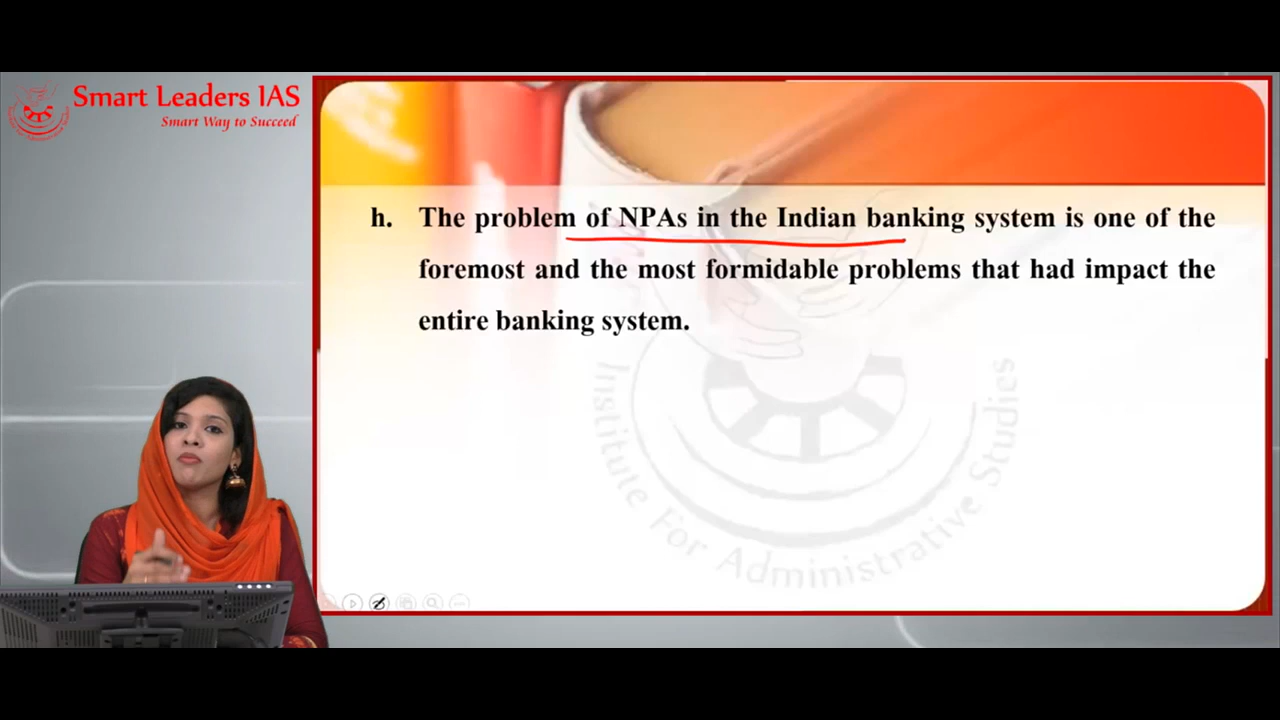 Smart Leaders IAS
Smart Way to Succeed
h. The problem of NPAs in the Indian banking system is one of the
foremost and the most formidable problems that had impact the
entire banking system.
Institute For Administrative Studies